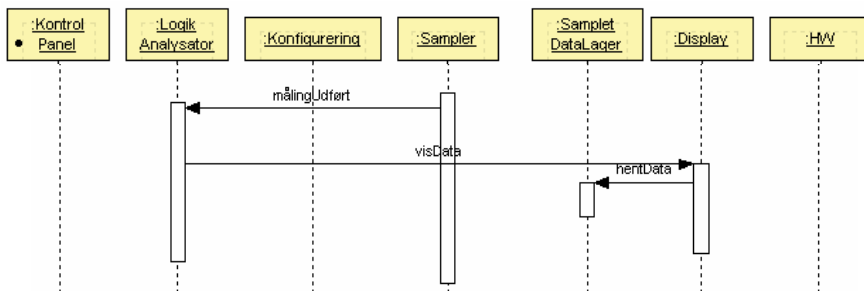 :Kontrol
Panel
:Logik
Analysator
:Konfigurering
:Sampler
:Samplet
DataLager
:Display
:HW
målingUdført
visData
hentData